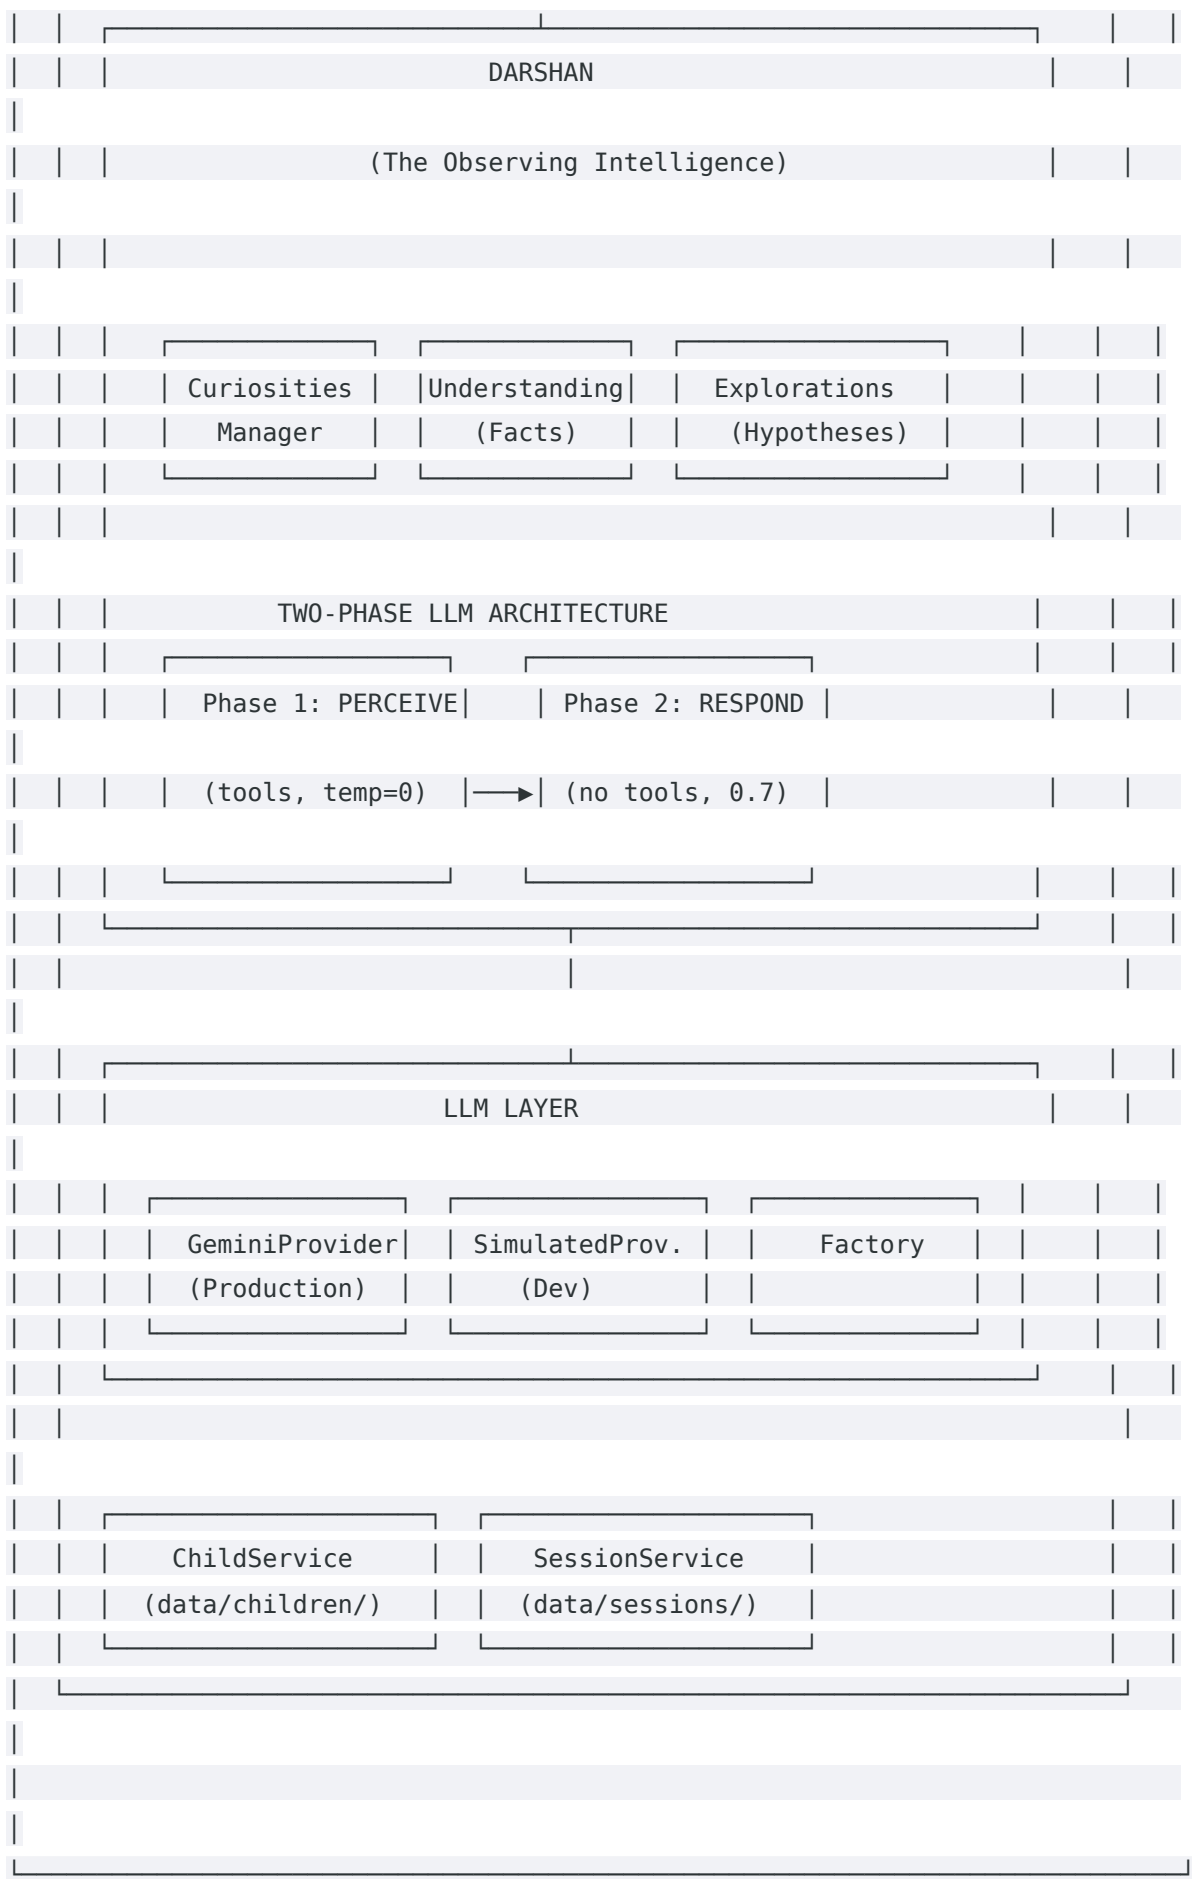 DARSHAN
(The Observing Intelligence)
Curiosities Understanding Explorations
Manager (Facts) (Hypotheses)
TWO-PHASE LLM ARCHITECTURE
Phase 1: PERCEIVE Phase 2: RESPOND
(tools, temp=0) (no tools, 0.7)
LLM LAYER
GeminiProvider SimulatedProv. Factory
(Production) (Dev)
ChildService SessionService
(data/children/) (data/sessions/)